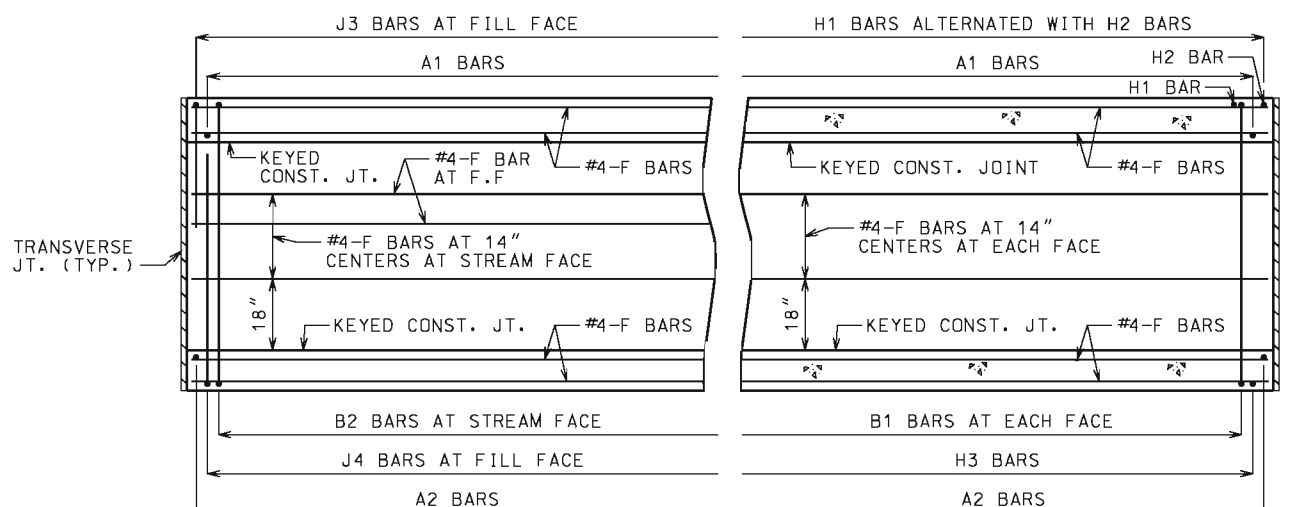 J3 BARS AT FILL FACE
H1 BARS ALTERNATED WITH H2 BARS
A1 BARS
A1 BARS
H2 BAR
H1 BAR
KEYED
CONST. JT.
#4-F BAR
AT F.F
#4-F BARS
KEYED CONST. JOINT
#4-F BARS
TRANSVERSE
JT. (TYP.)
#4-F BARS AT 14"
CENTERS AT STREAM FACE
#4-F BARS AT 14"
CENTERS AT EACH FACE
18"
KEYED CONST. JT.
#4-F BARS
18"
KEYED CONST. JT.
#4-F BARS
B2 BARS AT STREAM FACE
B1 BARS AT EACH FACE
J4 BARS AT FILL FACE
H3 BARS
A2 BARS
A2 BARS